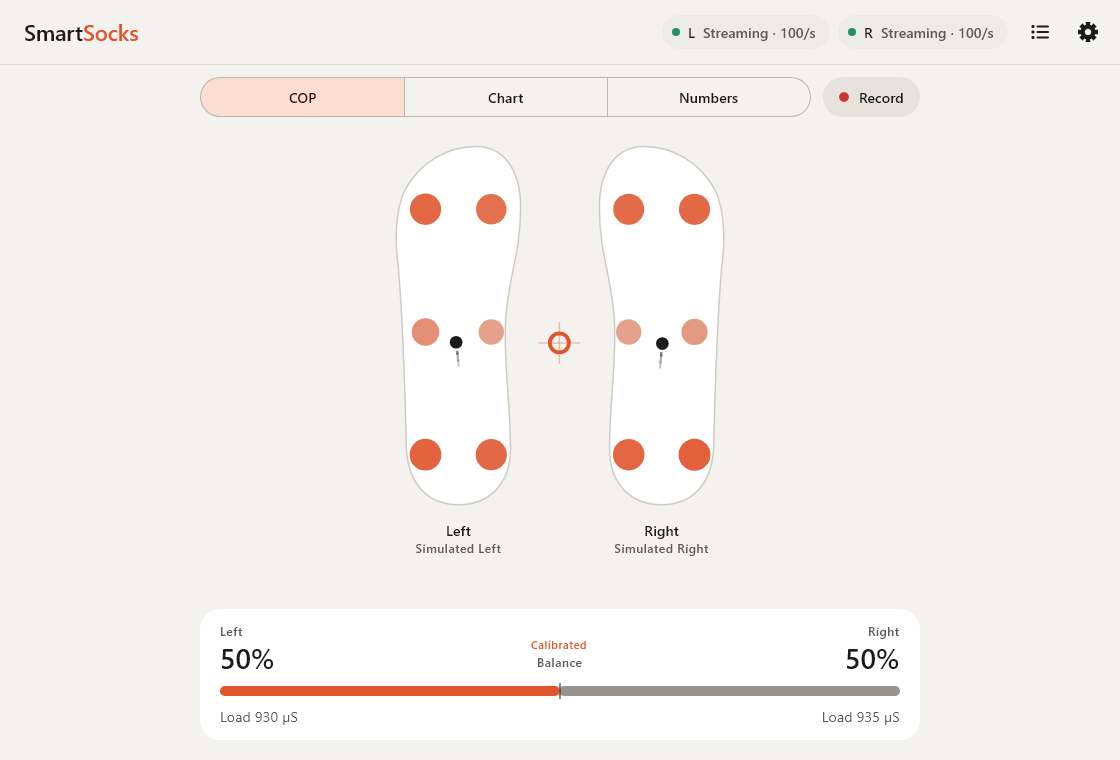 SmartSocks
L Streaming · 100/s
R Streaming · 100/s
COP
Chart
Numbers
Record
Left
Simulated Left
Right
Simulated Right
Left
50%
Calibrated
Balance
Right
50%
Load 930 µS
Load 935 µS